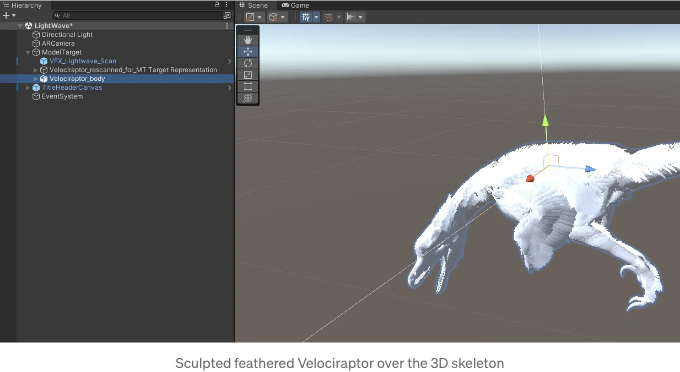 Hierarchy
Scene
Game
All
LightWave*
Directional Light
ARCamera
ModelTarget
VFX_Lightwave_Scan
Velociraptor_rescanned_for_MT Target Representation
Velociraptor_body
TitleHeaderCanvas
EventSystem
Sculpted feathered Velociraptor over the 3D skeleton